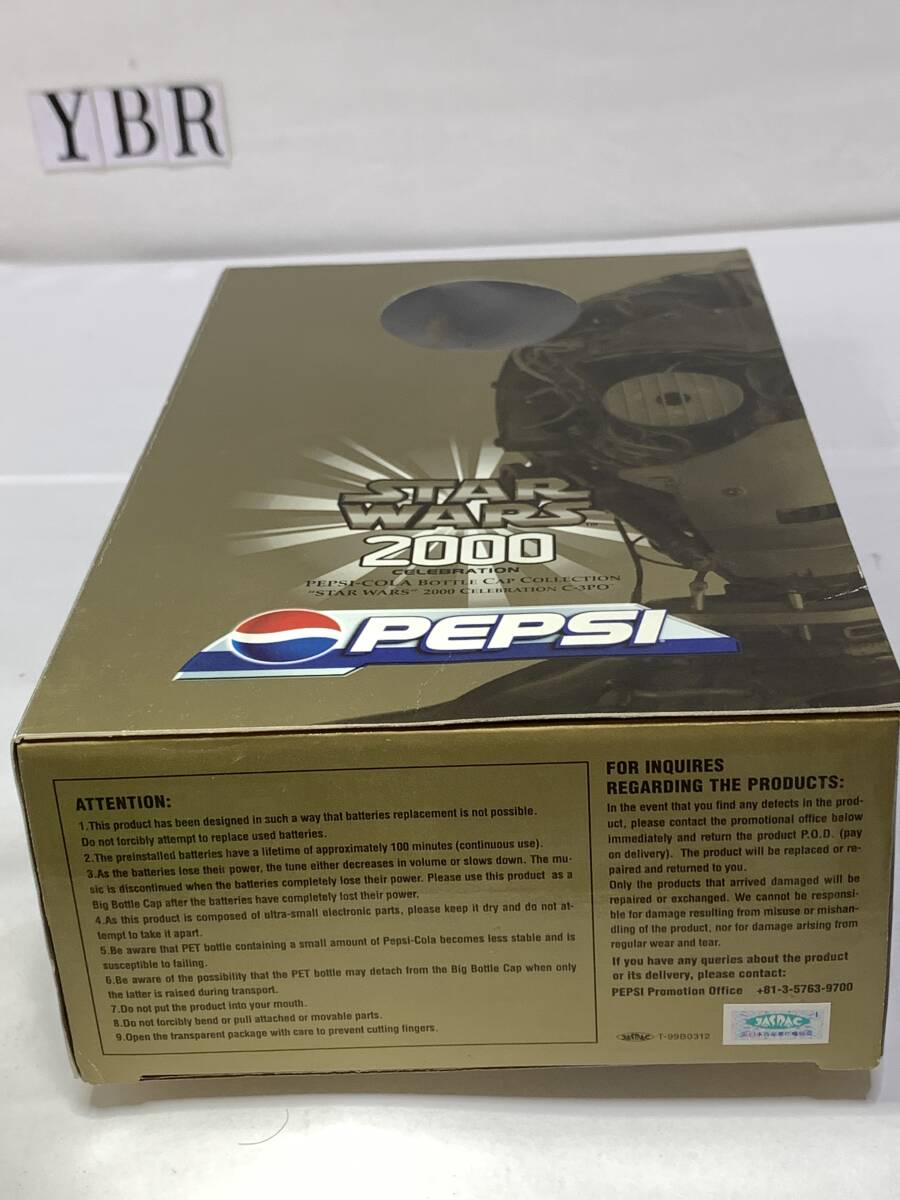 YBR
STAR
WARS
2000
CELEBRATION
PEPSI-COLA BOTTLE CAP COLLECTION
"STAR WARS" 2000 CELEBRATION C-3PO
PEPSI
ATTENTION:
1.This product has been designed in such a way that batteries replacement is not possible.
Do not forcibly attempt to replace used batteries.
2.The preinstalled batteries have a lifetime of approximately 100 minutes (continuous use).
3.As the batteries lose their power, the tune either decreases in volume or slows down. The mu-
sic is discontinued when the batteries completely lose their power. Please use this product as a
Big Bottle Cap after the batteries have completely lost their power.
4.As this product is composed of ultra-small electronic parts, please keep it dry and do not at-
tempt to take it apart.
5.Be aware that PET bottle containing a small amount of Pepsi-Cola becomes less stable and is
susceptible to falling.
6.Be aware of the possibility that the PET bottle may detach from the Big Bottle Cap when only
the latter is raised during transport.
7.Do not put the product into your mouth.
8.Do not forcibly bend or pull attached or movable parts.
9.Open the transparent package with care to prevent cutting fingers.
FOR INQUIRES
REGARDING THE PRODUCTS:
In the event that you find any defects in the prod-
uct, please contact the promotional office below
immediately and return the product P.O.D. (pay
on delivery). The product will be replaced or re-
paired and returned to you.
Only the products that arrived damaged will be
repaired or exchanged. We cannot be responsi-
ble for damage resulting from misuse or mishan-
dling of the product, nor for damage arising from
regular wear and tear.
If you have any queries about the product
or its delivery, please contact:
PEPSI Promotion Office +81-3-5763-9700
JASRAC T-99B0312
JASRAC